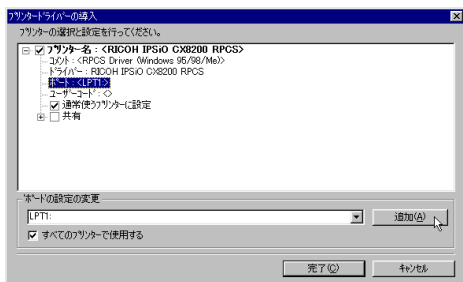 プリンタードライバーの導入
プリンターの選択と設定を行ってください。
プリンター名 : <RICOH IPSiO CX8200 RPCS>
コメント : <RPCS Driver (Windows 95/98/Me)>
ドライバー : RICOH IPSiO CX8200 RPCS
ポート : <LPT1:>
ユーザーコード : <>
通常使うプリンターに設定
共有
'ポート'の設定の変更
LPT1:
追加(A)
すべてのプリンターで使用する
完了(O)
キャンセル